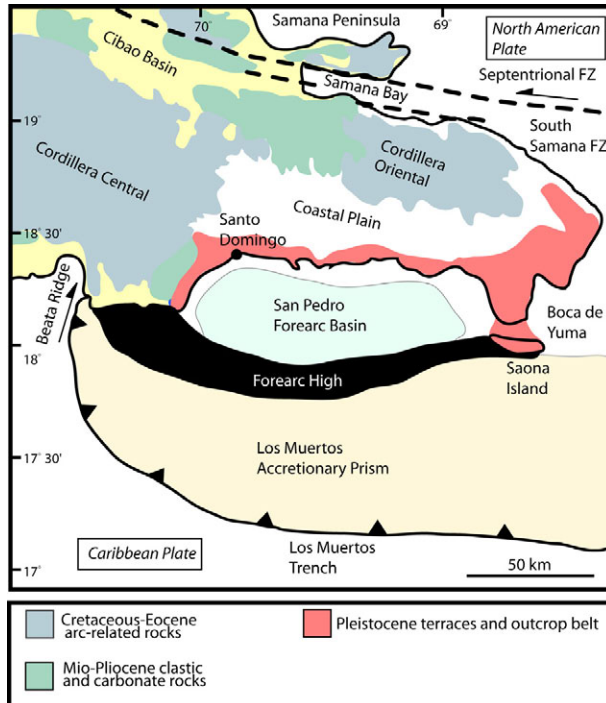 70°
69°
Samana Peninsula
North American
Plate
Cibao Basin
Septentrional FZ
Samana Bay
19°
South
Samana FZ
Cordillera
Oriental
Cordillera
Central
Coastal Plain
Santo
Domingo
18°30'
Beata Ridge
San Pedro
Forearc Basin
Boca de
Yuma
18°
Saona
Island
Forearc High
Los Muertos
Accretionary Prism
17°30'
Caribbean Plate
Los Muertos
Trench
50 km
17°
Cretaceous-Eocene
arc-related rocks
Pleistocene terraces and outcrop belt
Mio-Pliocene clastic
and carbonate rocks